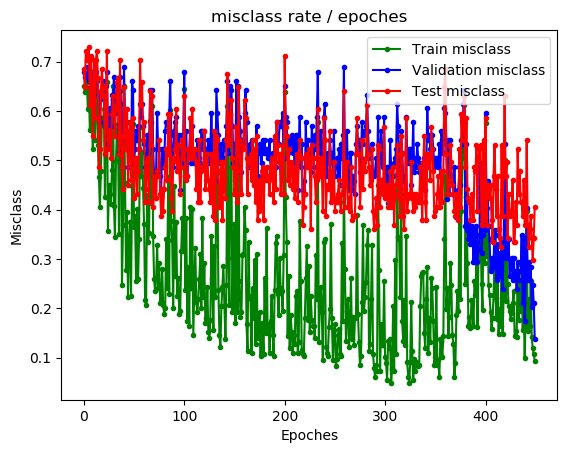 misclass rate / epoches
Train misclass
Validation misclass
Test misclass
Misclass
0.7
0.6
0.5
0.4
0.3
0.2
0.1
0 100 200 300 400
Epoches